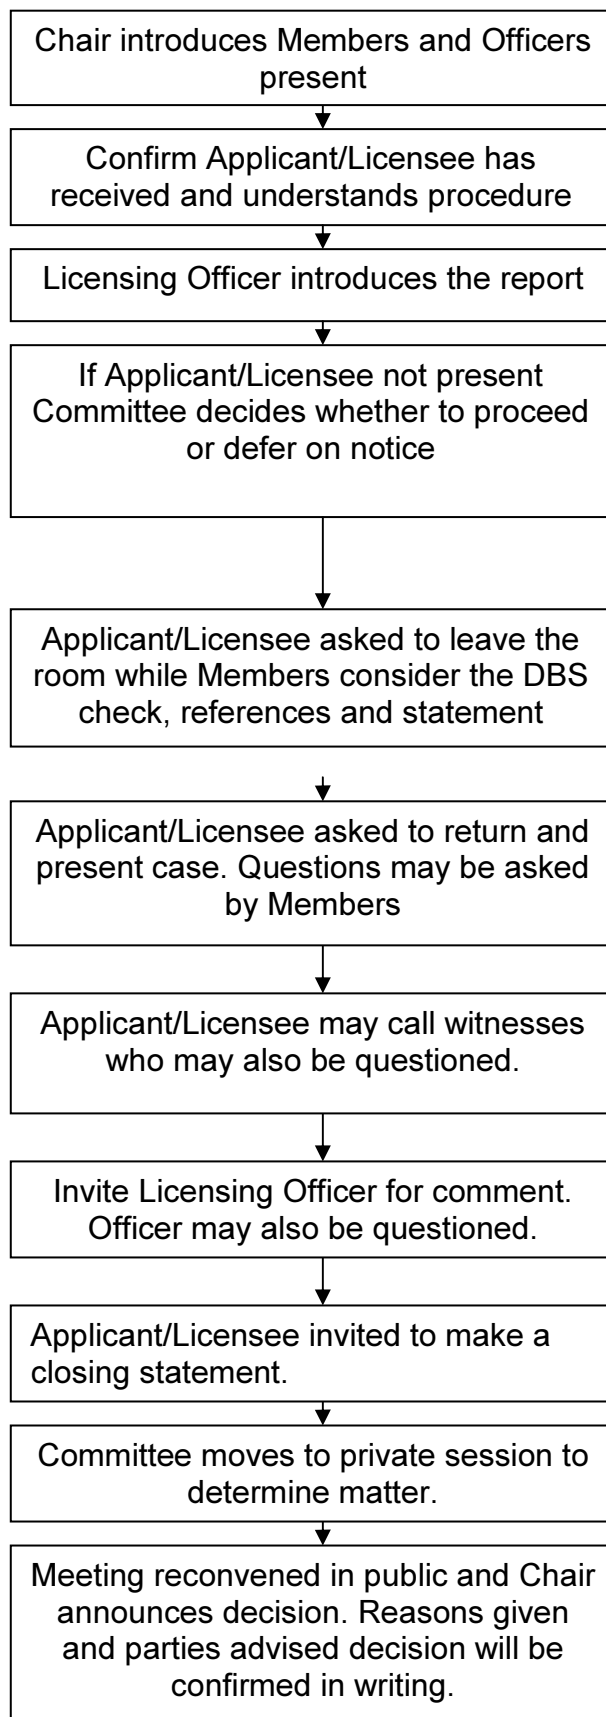 Chair introduces Members and Officers
present
Confirm Applicant/Licensee has
received and understands procedure
Licensing Officer introduces the report
If Applicant/Licensee not present
Committee decides whether to proceed
or defer on notice
Applicant/Licensee asked to leave the
room while Members consider the DBS
check, references and statement
Applicant/Licensee asked to return and
present case. Questions may be asked
by Members
Applicant/Licensee may call witnesses
who may also be questioned.
Invite Licensing Officer for comment.
Officer may also be questioned.
Applicant/Licensee invited to make a
closing statement.
Committee moves to private session to
determine matter.
Meeting reconvened in public and Chair
announces decision. Reasons given
and parties advised decision will be
confirmed in writing.